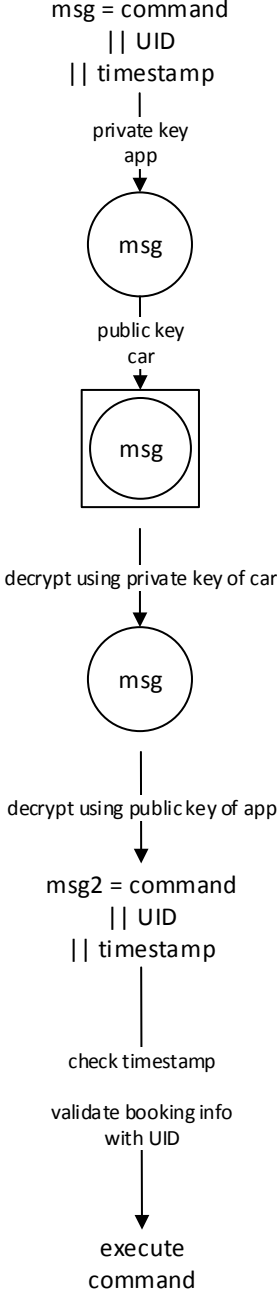 msg = command
|| UID
|| timestamp
private key
app
msg
public key
car
msg
decrypt using private key of car
msg
decrypt using public key of app
msg2 = command
|| UID
|| timestamp
check timestamp
validate booking info
with UID
execute
command